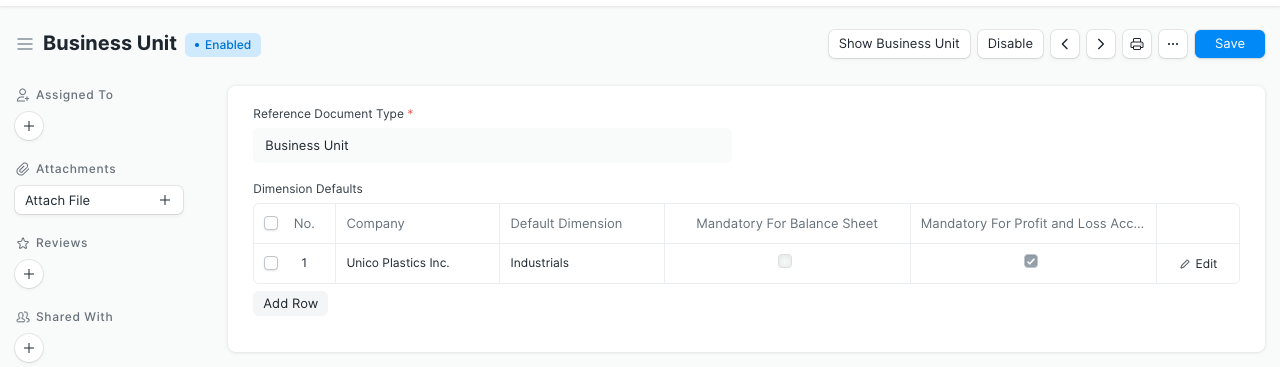 Business Unit • Enabled Show Business Unit Disable ... Save
Assigned To
Reference Document Type *
Business Unit
Attachments
Attach File
Dimension Defaults
No. Company Default Dimension Mandatory For Balance Sheet Mandatory For Profit and Loss Acc...
Reviews
1 Unico Plastics Inc. Industrials Edit
Add Row
Shared With